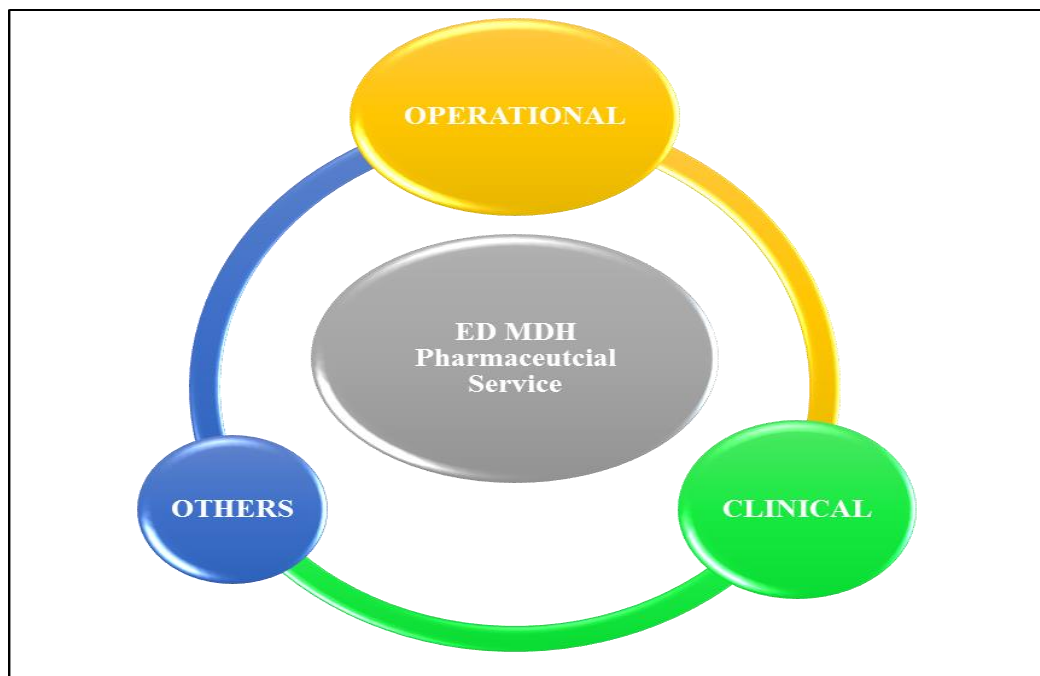 OPERATIONAL
ED MDH
Pharmaceutcial
Service
OTHERS
CLINICAL